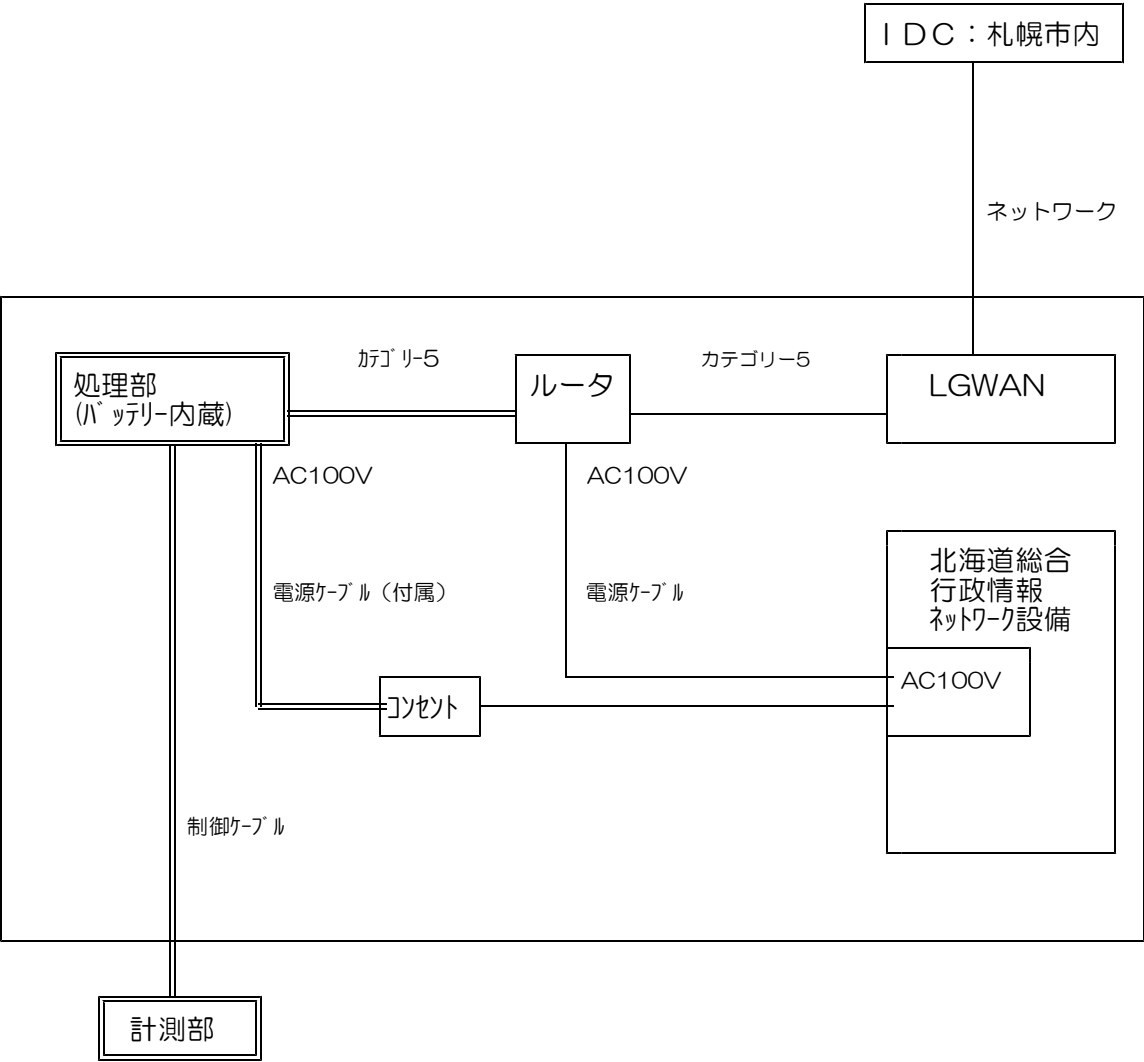 ＩＤＣ：札幌市内
ネットワーク
ｶﾃｺﾞﾘｰ5
カテゴリー5
処理部
(ﾊﾞｯﾃﾘｰ内蔵)
ルータ
LGWAN
AC100V
AC100V
電源ｹｰﾌﾞﾙ（付属）
電源ｹｰﾌﾞﾙ
北海道総合
行政情報
ﾈｯﾄﾜｰｸ設備
AC100V
ｺﾝｾﾝﾄ
制御ｹｰﾌﾞﾙ
計測部